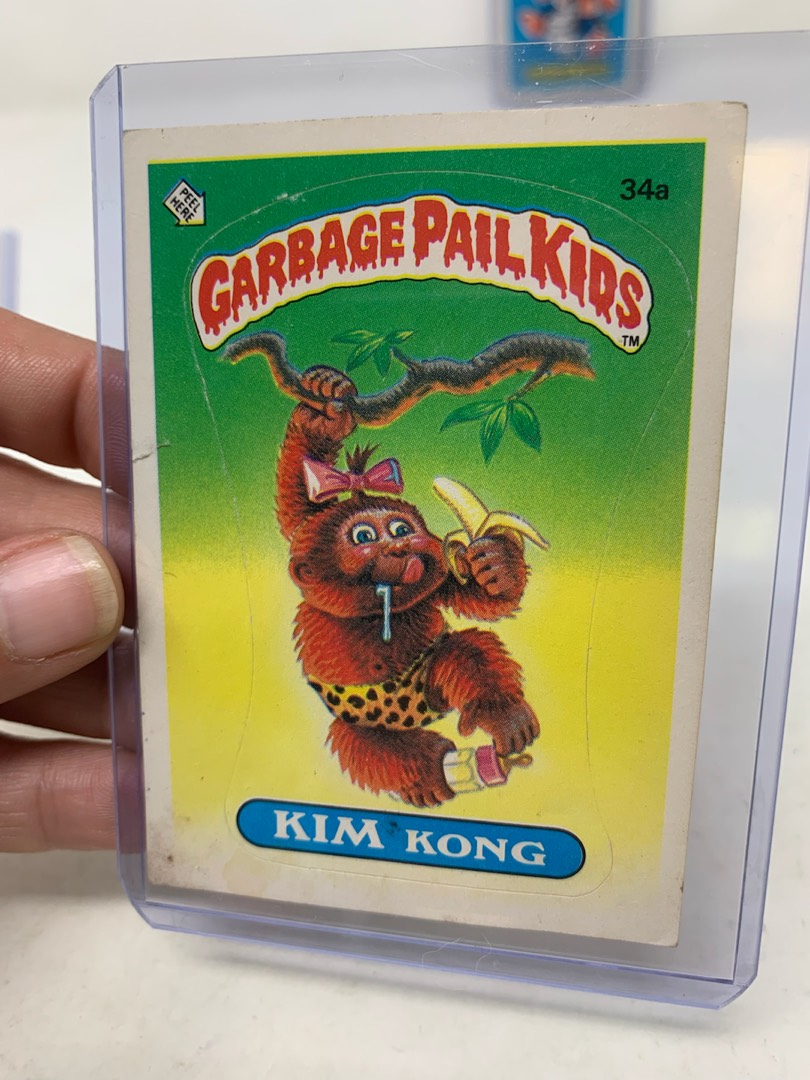 PEEL
HERE
34a
GARBAGE PAIL KIDS
TM
KIM KONG